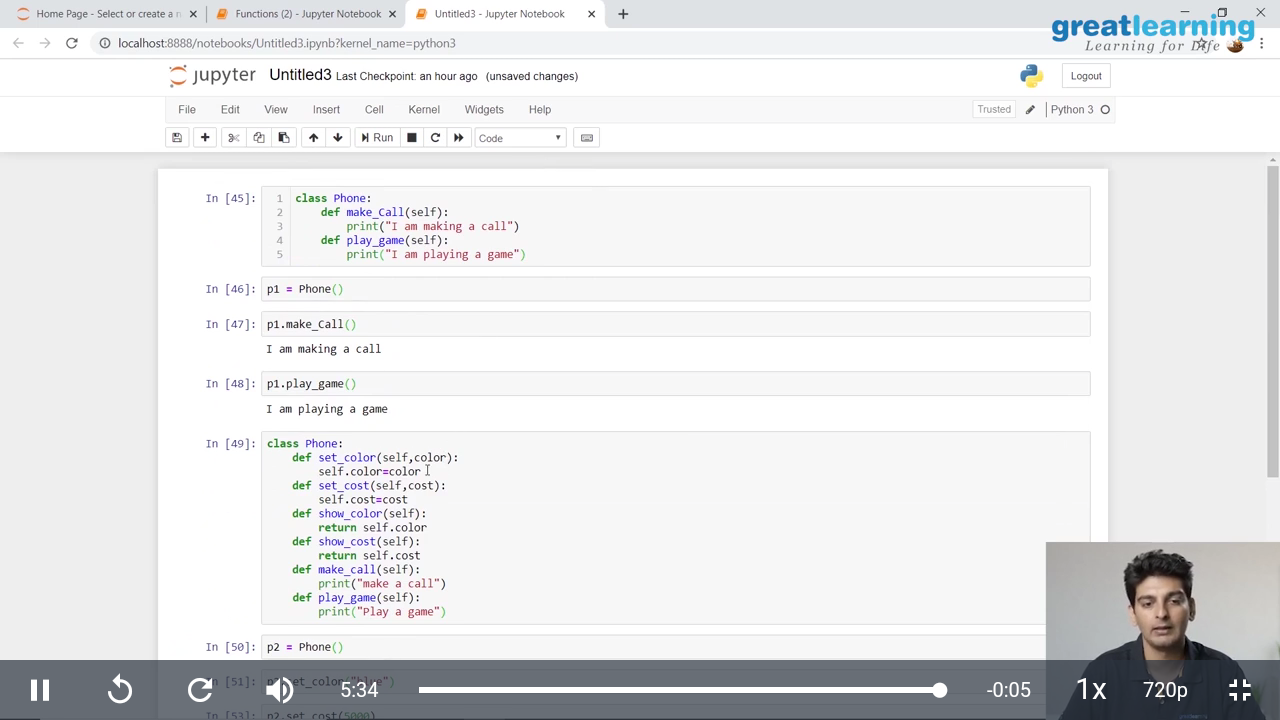 Home Page - Select or create a n
Functions (2) - Jupyter Notebook
Untitled3 - Jupyter Notebook
greatlearning
Learning for Life
localhost:8888/notebooks/Untitled3.ipynb?kernel_name=python3
jupyter Untitled3 Last Checkpoint: an hour ago (unsaved changes)
Logout
File Edit View Insert Cell Kernel Widgets Help
Trusted
Python 3
Run
Code
In [45]:
1 class Phone:
2 def make_Call(self):
3 print("I am making a call")
4 def play_game(self):
5 print("I am playing a game")
In [46]: p1 = Phone()
In [47]: p1.make_Call()
I am making a call
In [48]: p1.play_game()
I am playing a game
In [49]: class Phone:
def set_color(self,color):
self.color=color
def set_cost(self,cost):
self.cost=cost
def show_color(self):
return self.color
def show_cost(self):
return self.cost
def make_call(self):
print("make a call")
def play_game(self):
print("Play a game")
In [50]: p2 = Phone()
In [51]: p2.set_color("blue")
5:34
-0:05
1x
720p
In [53]: p2.set_cost(5000)